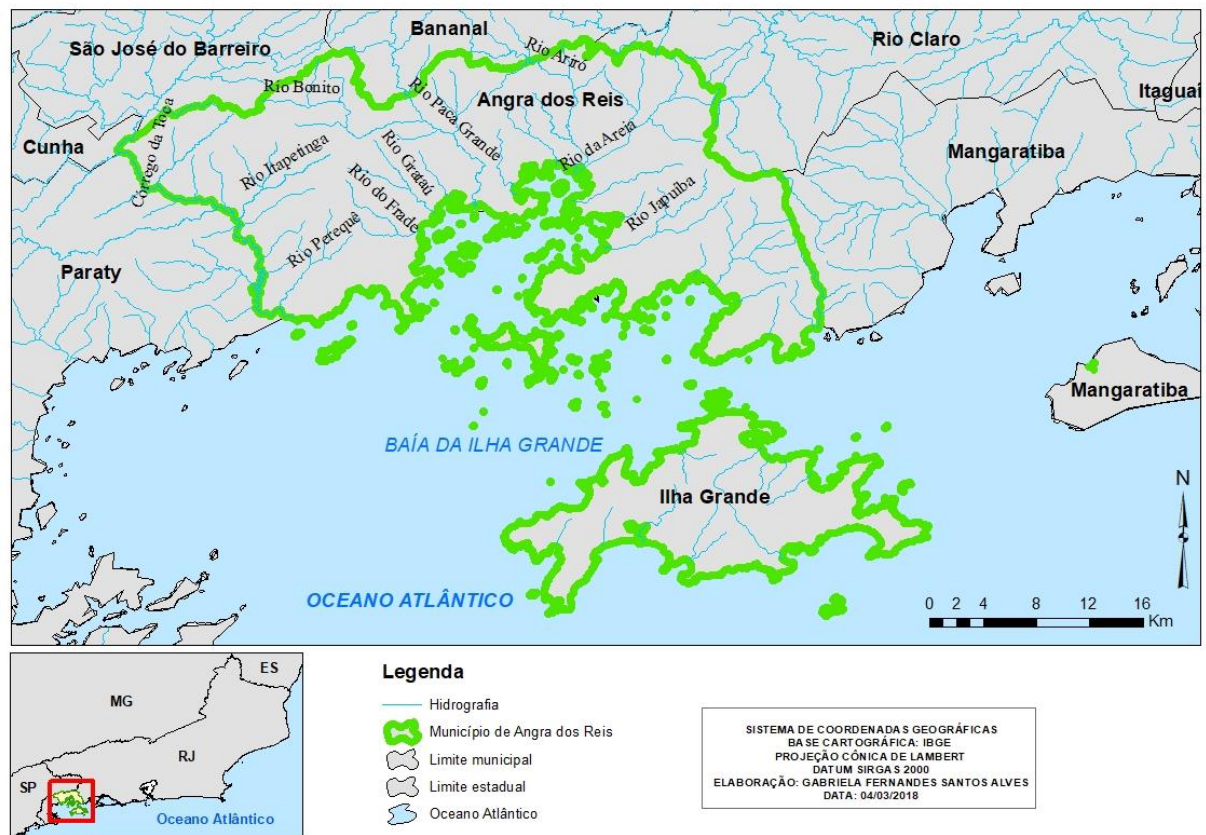 Bananal
São José do Barreiro
Rio Claro
Rio Ariró
Itaguaí
Rio Bonito
Rio Paca Grande
Angra dos Reis
Cunha
Córrego da Toca
Rio Itapetinga
Rio Grataú
Rio do Frade
Rio da Areia
Mangaratiba
Rio Japuíba
Rio Perequê
Paraty
Mangaratiba
BAÍA DA ILHA GRANDE
Ilha Grande
N
OCEANO ATLÂNTICO
0 2 4 8 12 16
Km
ES
MG
RJ
SP
Oceano Atlântico
Legenda
Hidrografia
Município de Angra dos Reis
Limite municipal
Limite estadual
Oceano Atlântico
SISTEMA DE COORDENADAS GEOGRÁFICAS
BASE CARTOGRÁFICA: IBGE
PROJEÇÃO CÔNICA DE LAMBERT
DATUM SIRGAS 2000
ELABORAÇÃO: GABRIELA FERNANDES SANTOS ALVES
DATA: 04/03/2018